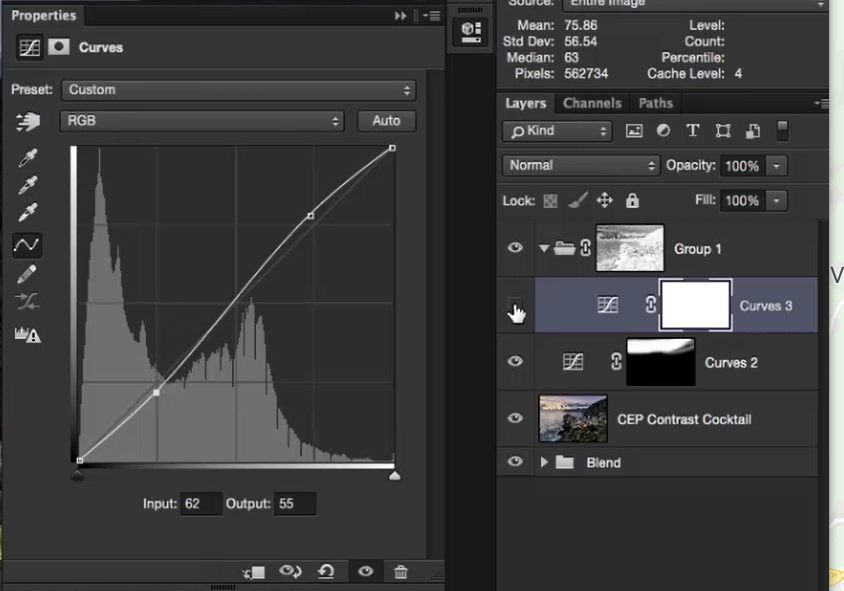 Properties
Curves
Preset: Custom
RGB
Auto
Input: 62 Output: 55
Source: Entire Image
Mean: 75.86 Level:
Std Dev: 56.54 Count:
Median: 63 Percentile:
Pixels: 562734 Cache Level: 4
Layers Channels Paths
Kind T
Normal Opacity: 100%
Lock: Fill: 100%
Group 1
Curves 3
Curves 2
CEP Contrast Cocktail
Blend
V